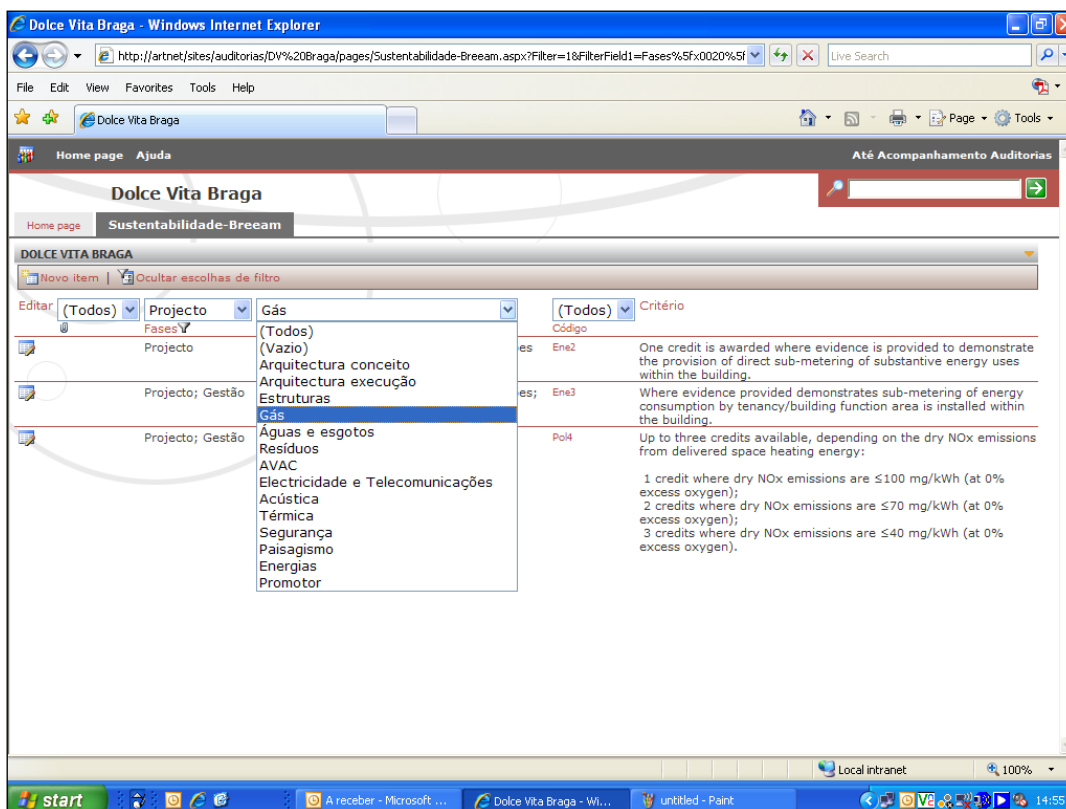 Dolce Vita Braga - Windows Internet Explorer
http://artnet/sites/auditorias/DV%20Braga/pages/Sustentabilidade-Breeam.aspx?Filter=1&FilterField1=Fases%5Fx0020%5f
Live Search
File Edit View Favorites Tools Help
Dolce Vita Braga
Page Tools
Home page Ajuda
Até Acompanhamento Auditorias
Dolce Vita Braga
Home page Sustentabilidade-Breeam
DOLCE VITA BRAGA
Novo item | Ocultar escolhas de filtro
Editar (Todos) Projecto Gás (Todos) Critério
Fases Código
(Todos)
(Vazio)
Arquitectura conceito
Arquitectura execução
Estruturas
Gás
Águas e esgotos
Resíduos
AVAC
Electricidade e Telecomunicações
Acústica
Térmica
Segurança
Paisagismo
Energias
Promotor
Projecto es Ene2 One credit is awarded where evidence is provided to demonstrate
the provision of direct sub-metering of substantive energy uses
within the building.
Projecto; Gestão es; Ene3 Where evidence provided demonstrates sub-metering of energy
consumption by tenancy/building function area is installed within
the building.
Projecto; Gestão Pol4 Up to three credits available, depending on the dry NOx emissions
from delivered space heating energy:
1 credit where dry NOx emissions are ≤100 mg/kWh (at 0%
excess oxygen);
2 credits where dry NOx emissions are ≤70 mg/kWh (at 0%
excess oxygen);
3 credits where dry NOx emissions are ≤40 mg/kWh (at 0%
excess oxygen).
Local intranet 100%
start A receber - Microsoft ... Dolce Vita Braga - Wi... untitled - Paint 14:55